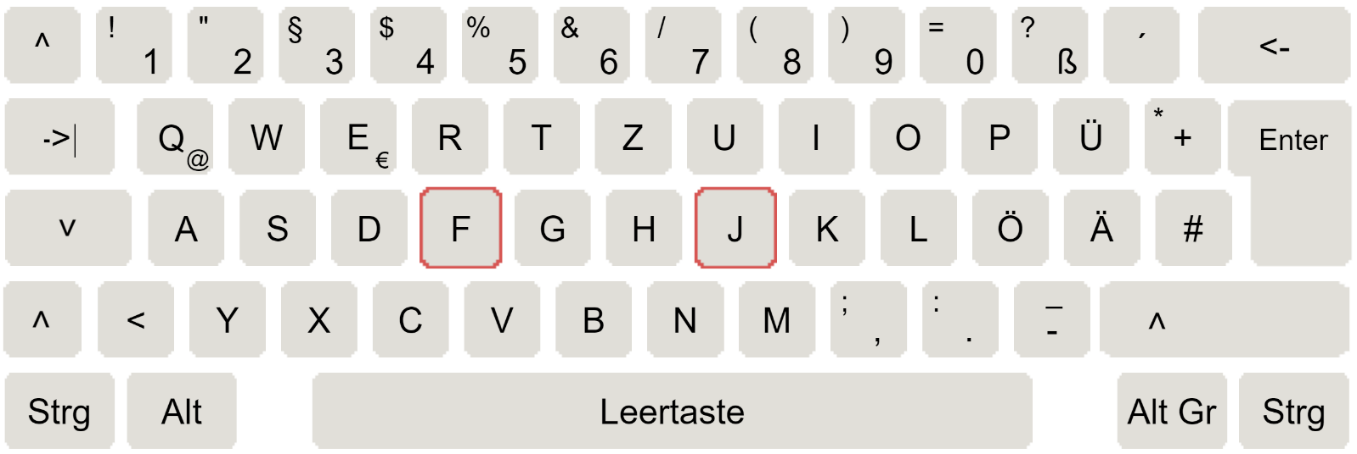 ^ ! 1 " 2 § 3 $ 4 % 5 & 6 / 7 ( 8 ) 9 = 0 ? ß ´ <-
->| Q @ W E € R T Z U I O P Ü * + Enter
v A S D F G H J K L Ö Ä #
^ < Y X C V B N M ; , : . _ - ^
Strg Alt Leertaste Alt Gr Strg